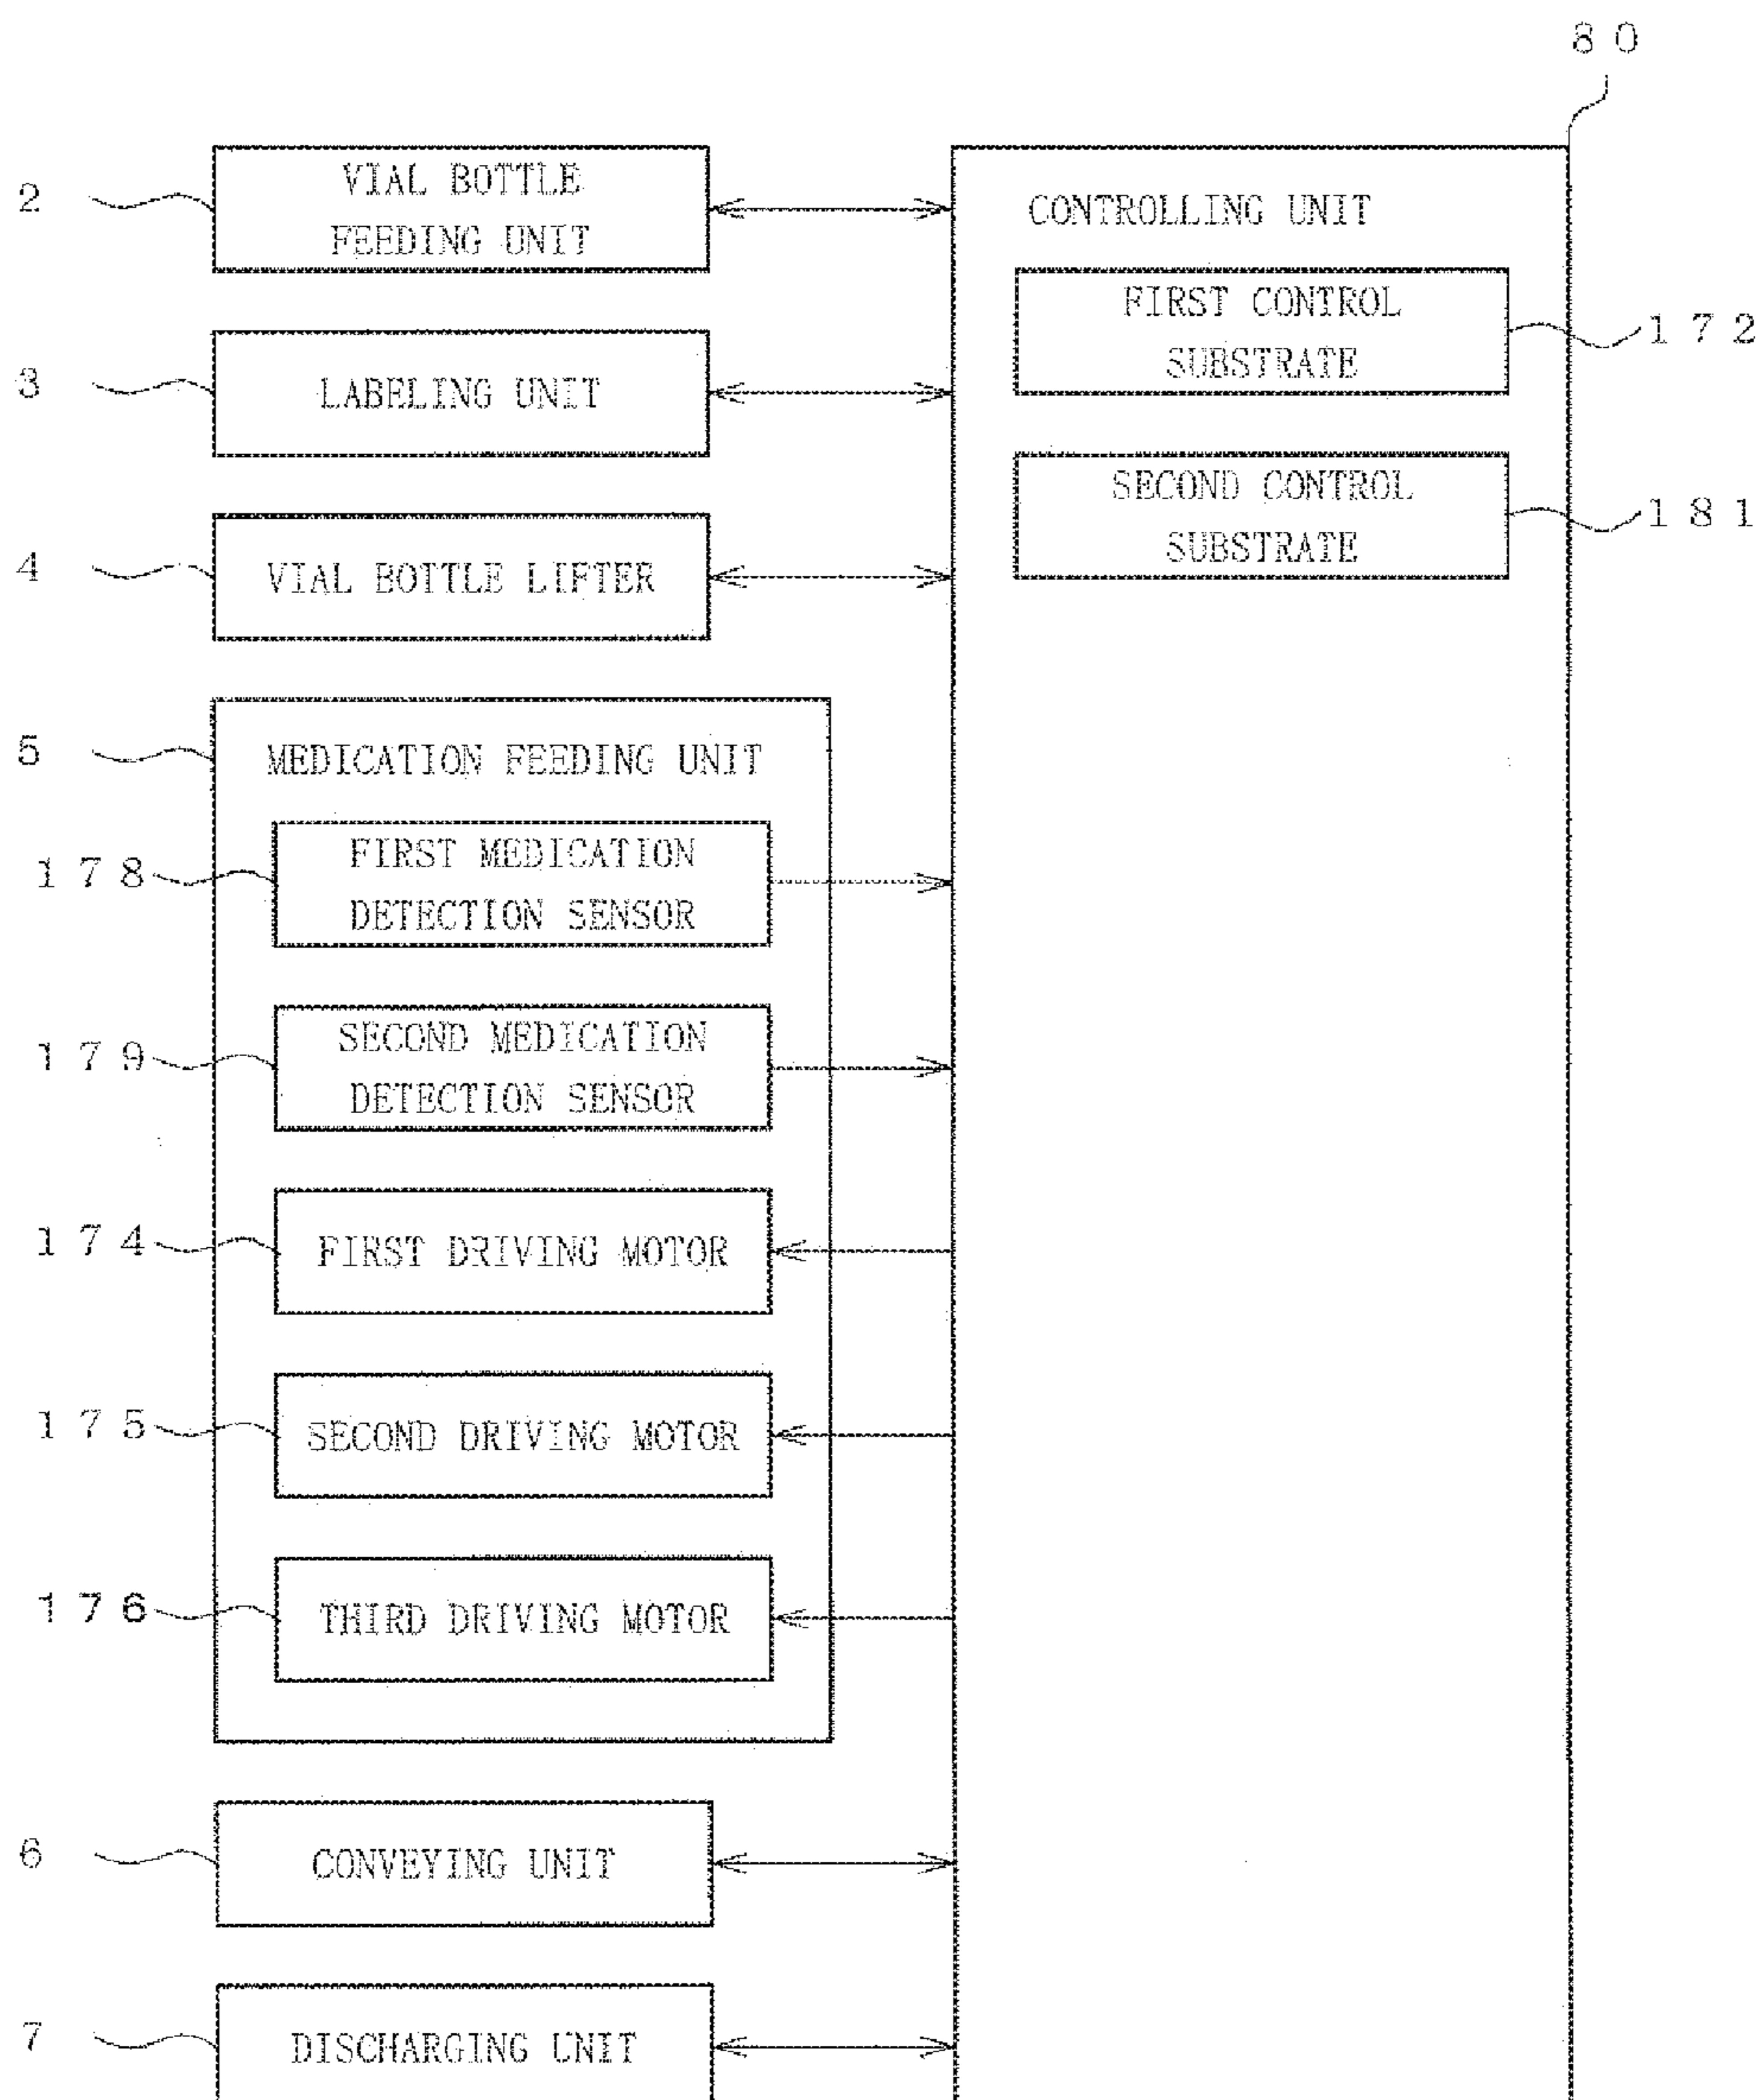 80
2
VIAL BOTTLE
FEEDING UNIT
CONTROLLING UNIT
FIRST CONTROL
SUBSTRATE
172
3
LABELING UNIT
SECOND CONTROL
SUBSTRATE
181
4
VIAL BOTTLE LIFTER
5
MEDICATION FEEDING UNIT
178
FIRST MEDICATION
DETECTION SENSOR
179
SECOND MEDICATION
DETECTION SENSOR
174
FIRST DRIVING MOTOR
175
SECOND DRIVING MOTOR
176
THIRD DRIVING MOTOR
6
CONVEYING UNIT
7
DISCHARGING UNIT